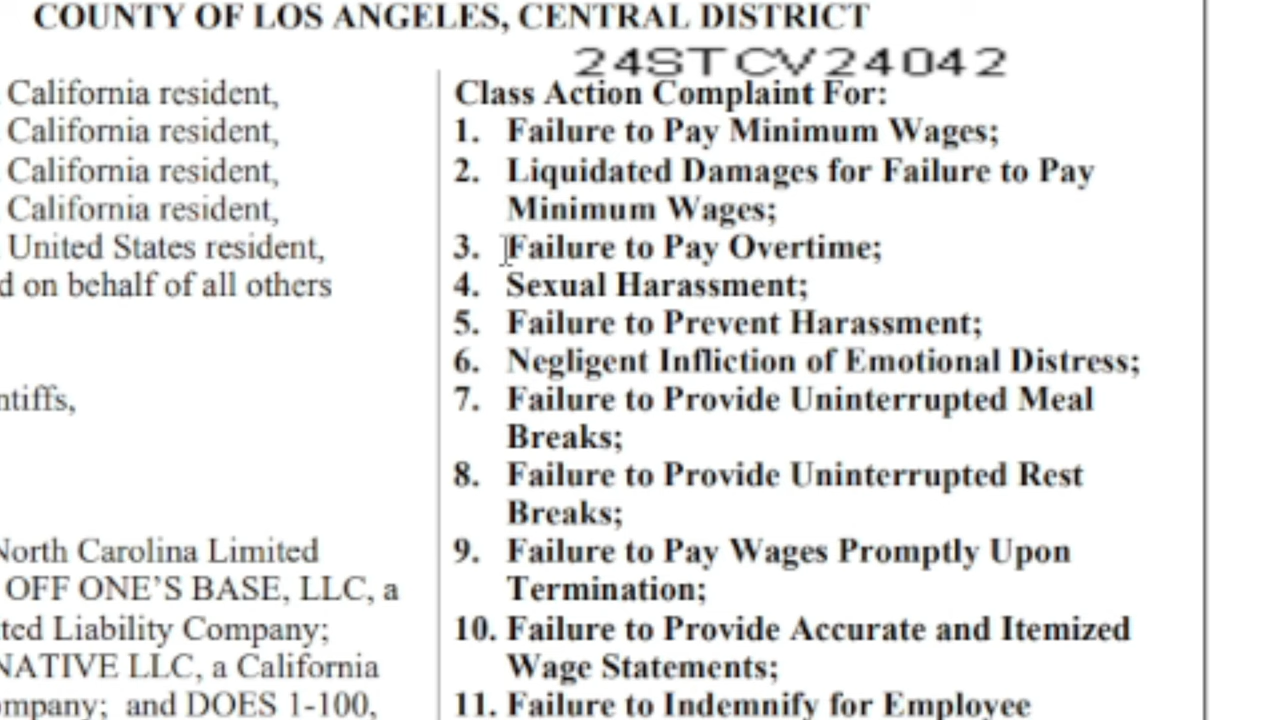 COUNTY OF LOS ANGELES, CENTRAL DISTRICT
24STCV24042
California resident,
California resident,
California resident,
California resident,
United States resident,
d on behalf of all others
ntiffs,
North Carolina Limited
OFF ONE'S BASE, LLC, a
ted Liability Company;
NATIVE LLC, a California
mpany; and DOES 1-100,
Class Action Complaint For:
1. Failure to Pay Minimum Wages;
2. Liquidated Damages for Failure to Pay
Minimum Wages;
3. Failure to Pay Overtime;
4. Sexual Harassment;
5. Failure to Prevent Harassment;
6. Negligent Infliction of Emotional Distress;
7. Failure to Provide Uninterrupted Meal
Breaks;
8. Failure to Provide Uninterrupted Rest
Breaks;
9. Failure to Pay Wages Promptly Upon
Termination;
10. Failure to Provide Accurate and Itemized
Wage Statements;
11. Failure to Indemnify for Employee